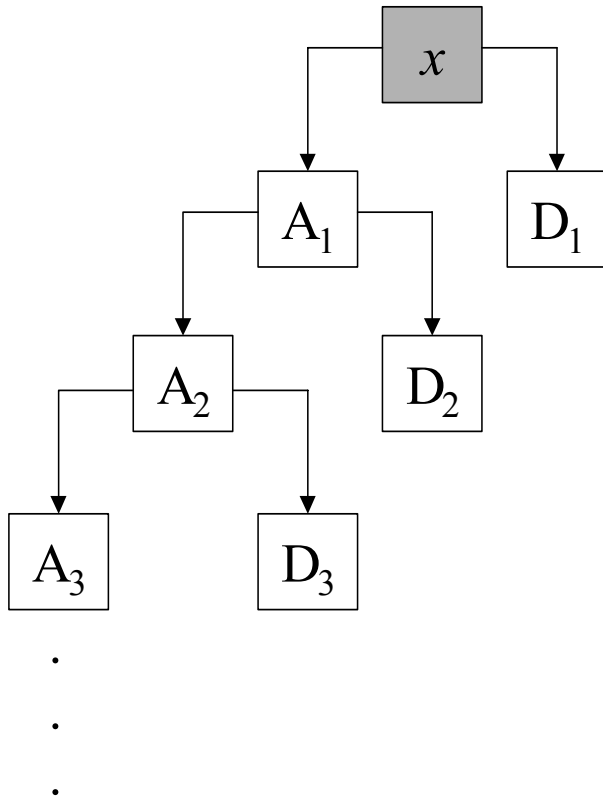 x
A₁ D₁
A₂ D₂
A₃ D₃
.
.
.